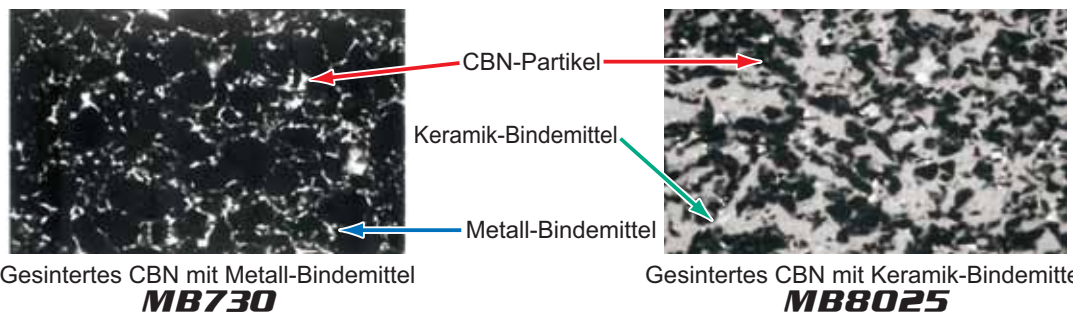 CBN-Partikel
Keramik-Bindemittel
Metall-Bindemittel
Gesintertes CBN mit Metall-Bindemittel
MB730
Gesintertes CBN mit Keramik-Bindemitte
MB8025